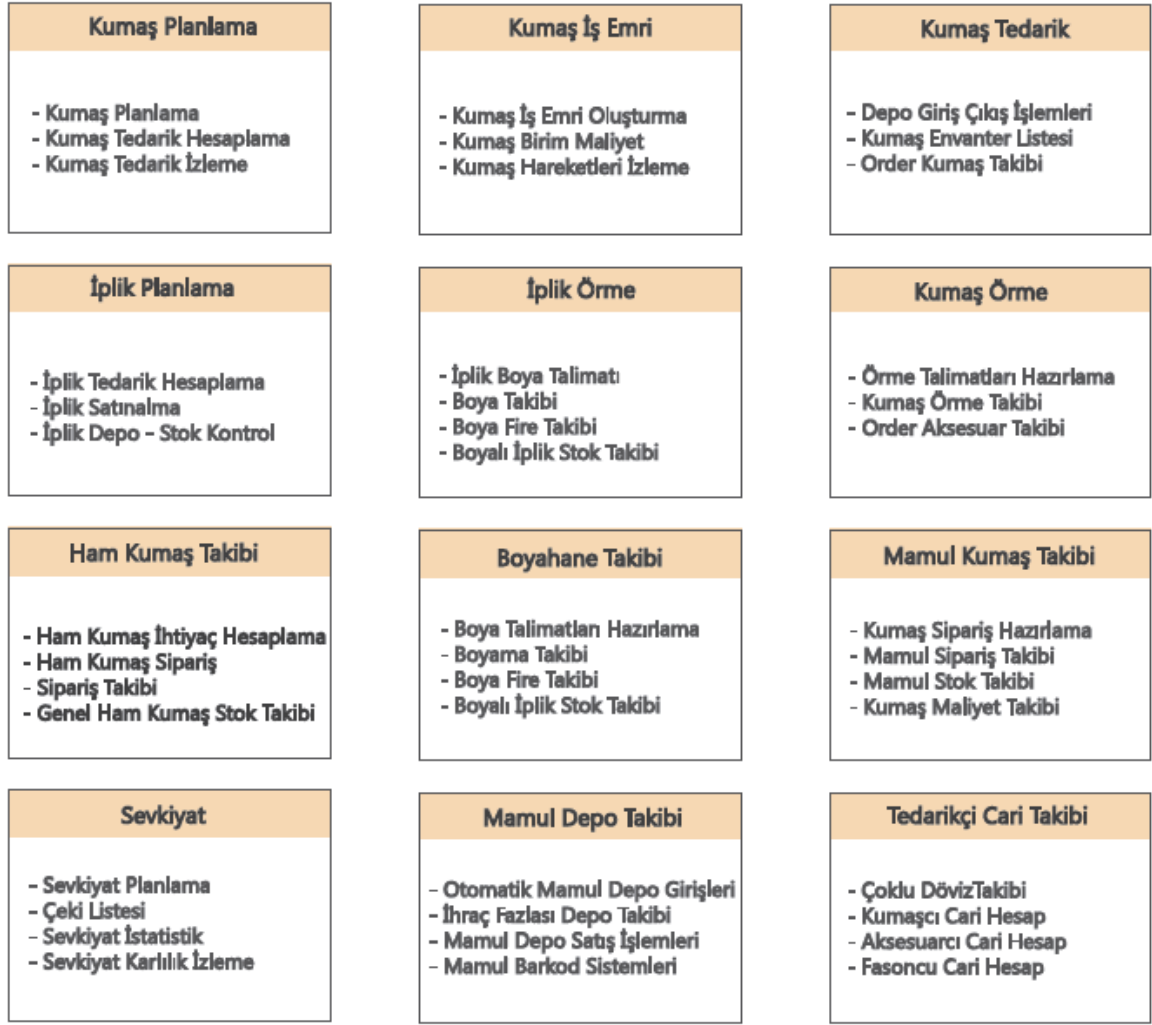 Kumaş Planlama
- Kumaş Planlama
- Kumaş Tedarik Hesaplama
- Kumaş Tedarik İzleme
Kumaş İş Emri
- Kumaş İş Emri Oluşturma
- Kumaş Birim Maliyet
- Kumaş Hareketleri İzleme
Kumaş Tedarik
- Depo Giriş Çıkış İşlemleri
- Kumaş Envanter Listesi
- Order Kumaş Takibi
İplik Planlama
- İplik Tedarik Hesaplama
- İplik Satınalma
- İplik Depo - Stok Kontrol
İplik Örme
- İplik Boya Talimatı
- Boya Takibi
- Boya Fire Takibi
- Boyalı İplik Stok Takibi
Kumaş Örme
- Örme Talimatları Hazırlama
- Kumaş Örme Takibi
- Order Aksesuar Takibi
Ham Kumaş Takibi
- Ham Kumaş İhtiyaç Hesaplama
- Ham Kumaş Sipariş
- Sipariş Takibi
- Genel Ham Kumaş Stok Takibi
Boyahane Takibi
- Boya Talimatları Hazırlama
- Boyama Takibi
- Boya Fire Takibi
- Boyalı İplik Stok Takibi
Mamul Kumaş Takibi
- Kumaş Sipariş Hazırlama
- Mamul Sipariş Takibi
- Mamul Stok Takibi
- Kumaş Maliyet Takibi
Sevkiyat
- Sevkiyat Planlama
- Çeki Listesi
- Sevkiyat İstatistik
- Sevkiyat Karlılık İzleme
Mamul Depo Takibi
- Otomatik Mamul Depo Girişleri
- İhraç Fazlası Depo Takibi
- Mamul Depo Satış İşlemleri
- Mamul Barkod Sistemleri
Tedarikçi Cari Takibi
- Çoklu DövizTakibi
- Kumaşcı Cari Hesap
- Aksesuarcı Cari Hesap
- Fasoncu Cari Hesap